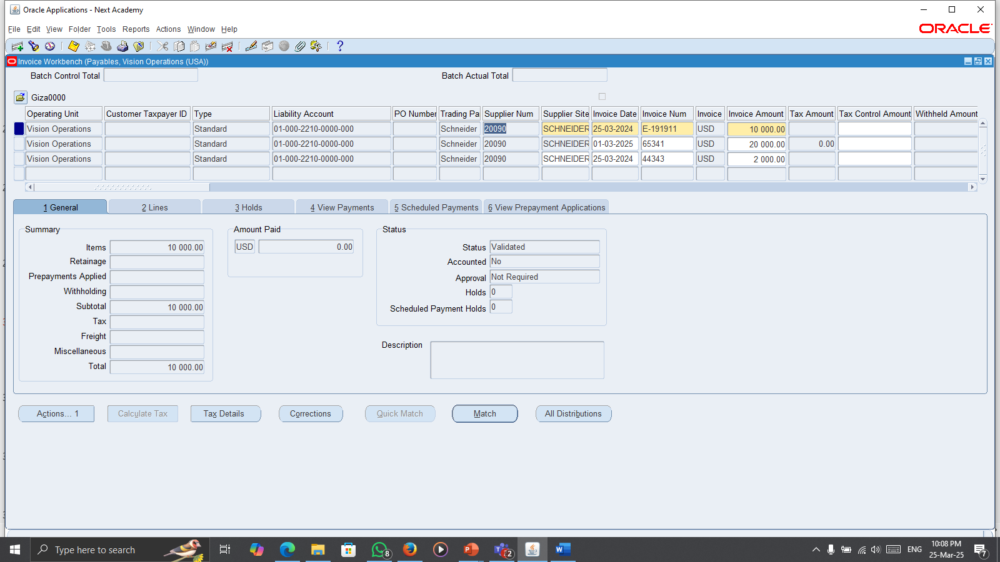 Oracle Applications - Next Academy
File Edit View Folder Tools Reports Actions Window Help
ORACLE
Invoice Workbench (Payables, Vision Operations (USA))
Batch Control Total Batch Actual Total
Giza0000
Operating Unit Customer Taxpayer ID Type Liability Account PO Number Trading Pa Supplier Num Supplier Site Invoice Date Invoice Num Invoice Invoice Amount Tax Amount Tax Control Amount Withheld Amount
Vision Operations Standard 01-000-2210-0000-000 Schneider 20090 SCHNEIDER 25-03-2024 E-191911 USD 10 000.00
Vision Operations Standard 01-000-2210-0000-000 Schneider 20090 SCHNEIDER 01-03-2025 65341 USD 20 000.00 0.00
Vision Operations Standard 01-000-2210-0000-000 Schneider 20090 SCHNEIDER 25-03-2024 44343 USD 2 000.00
1 General 2 Lines 3 Holds 4 View Payments 5 Scheduled Payments 6 View Prepayment Applications
Summary Amount Paid Status
Items 10 000.00 USD 0.00 Status Validated
Retainage Accounted No
Prepayments Applied Approval Not Required
Withholding Holds 0
Subtotal 10 000.00 Scheduled Payment Holds 0
Tax
Freight
Miscellaneous Description
Total 10 000.00
Actions... 1 Calculate Tax Tax Details Corrections Quick Match Match All Distributions
Type here to search 8 2 ENG 10:08 PM
25-Mar-25 7